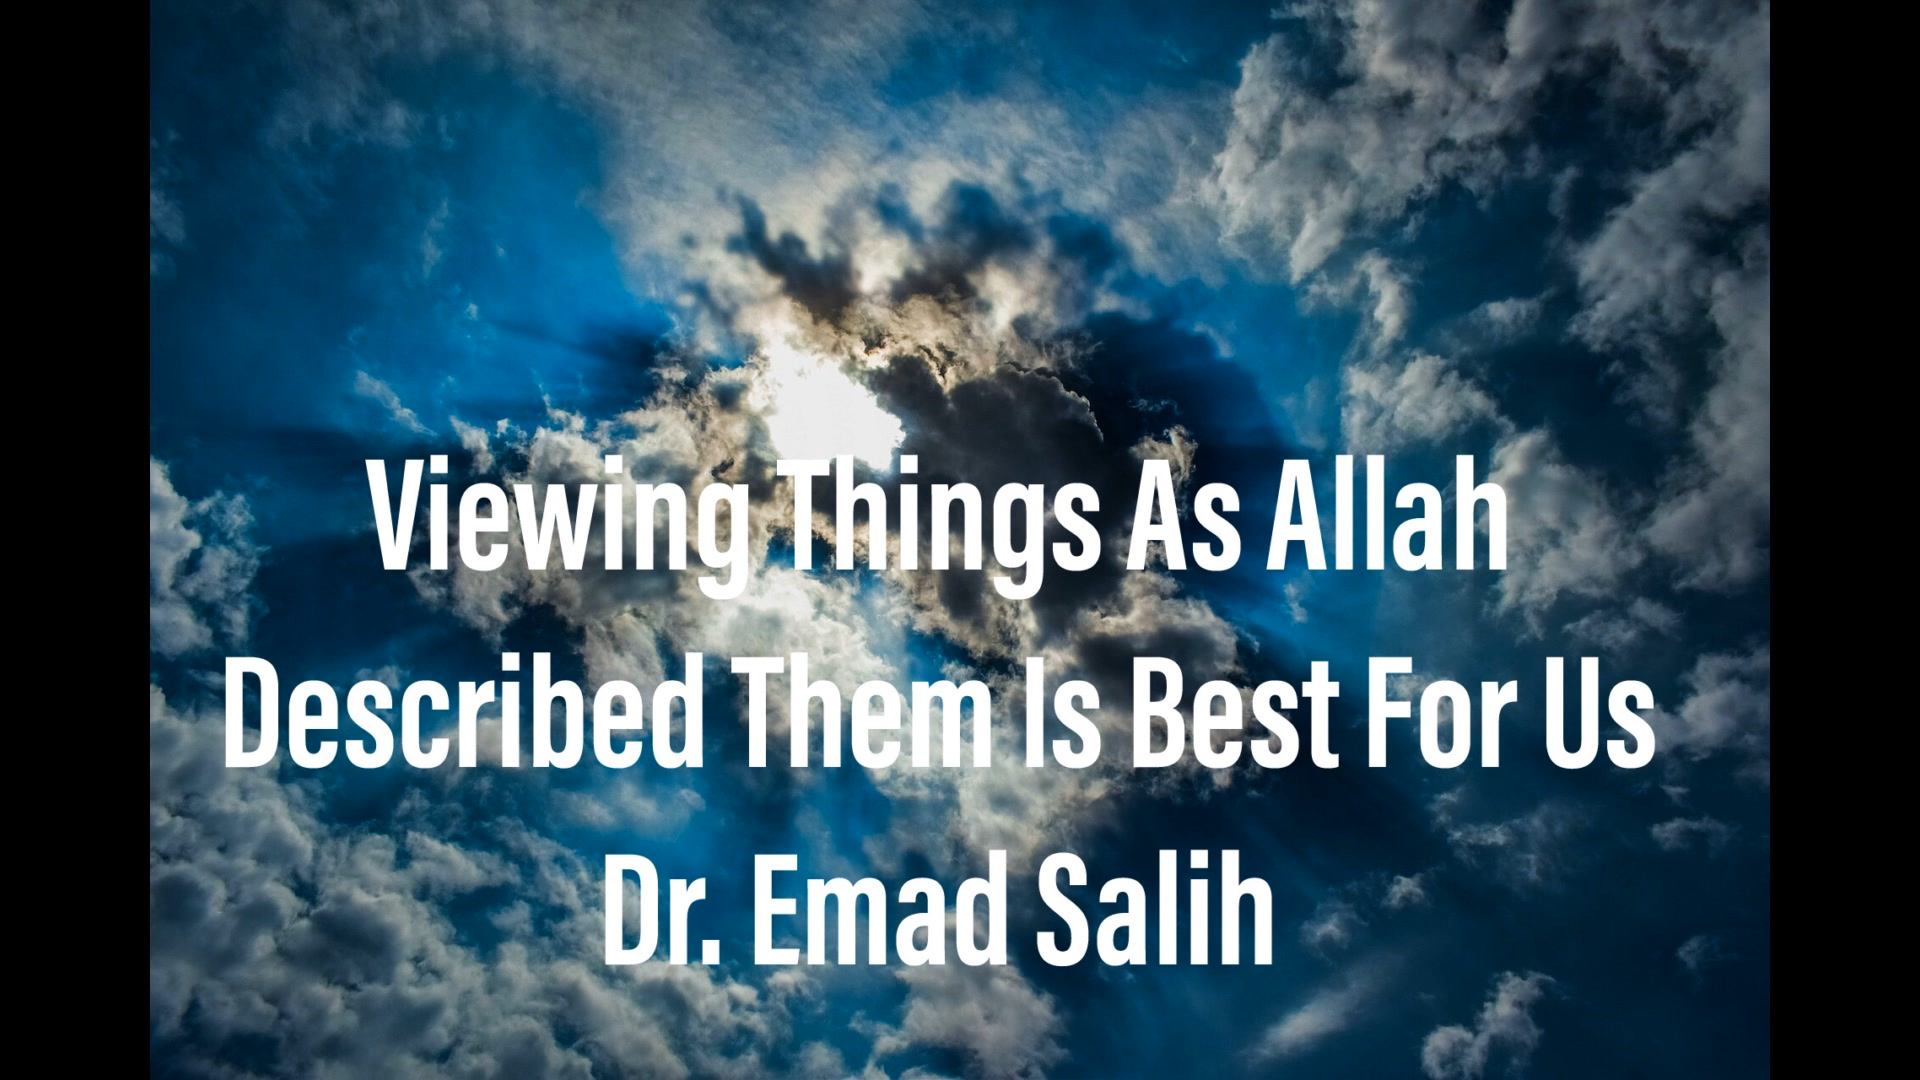 Viewing Things As Allah
Described Them Is Best For Us
Dr. Emad Salih